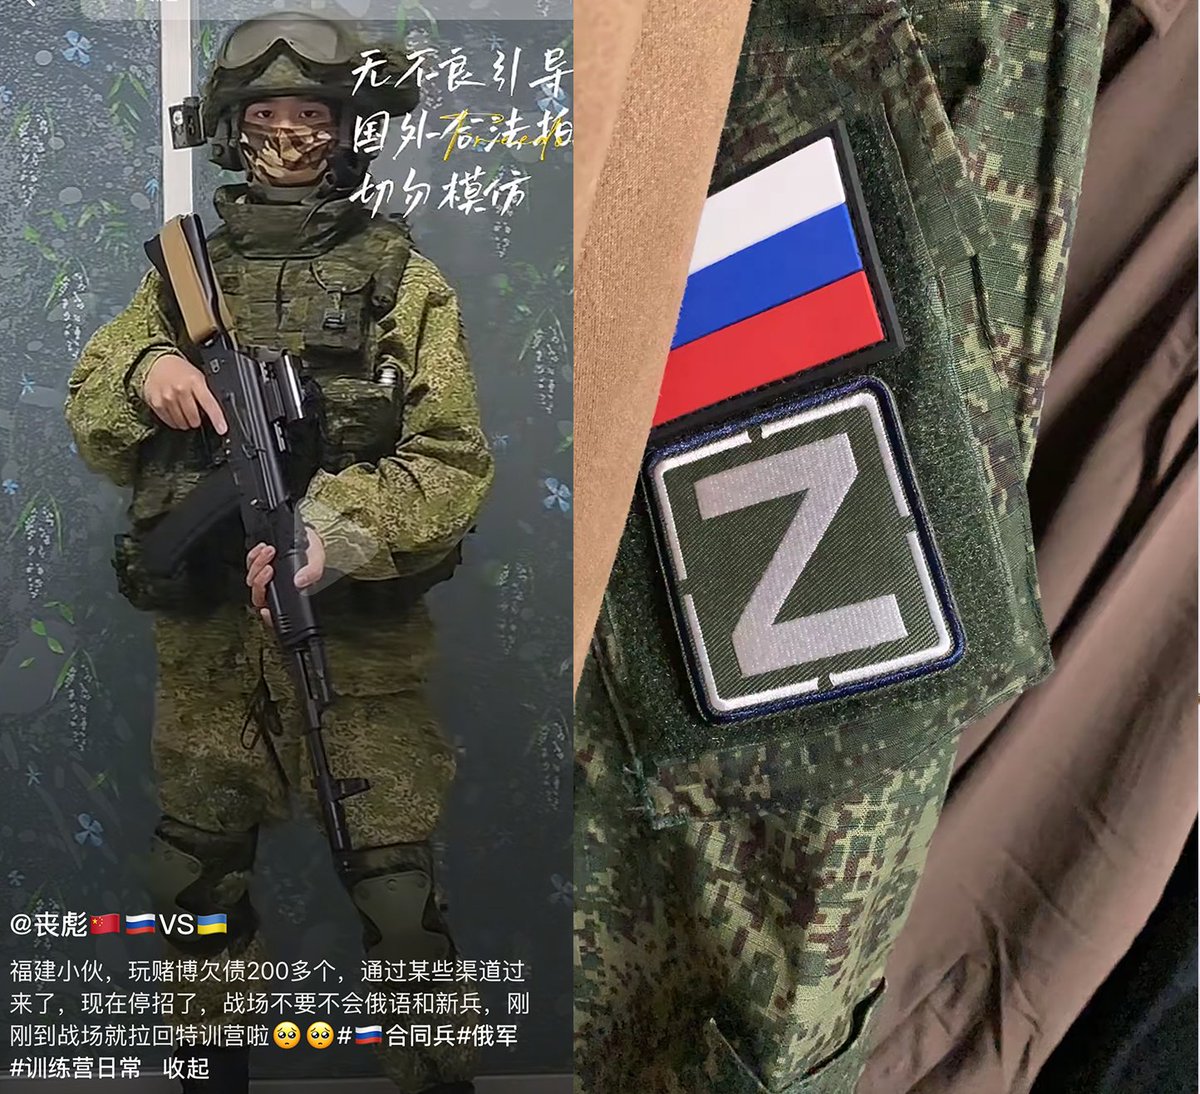 无不良引导
国外合法拍
切勿模仿
@丧彪🇨🇳🇷🇺VS🇺🇦
福建小伙，玩赌博欠债200多个，通过某些渠道过
来了，现在停招了，战场不要不会俄语和新兵，刚
刚到战场就拉回特训营啦🥺🥺#🇷🇺合同兵#俄军
#训练营日常 收起
Z